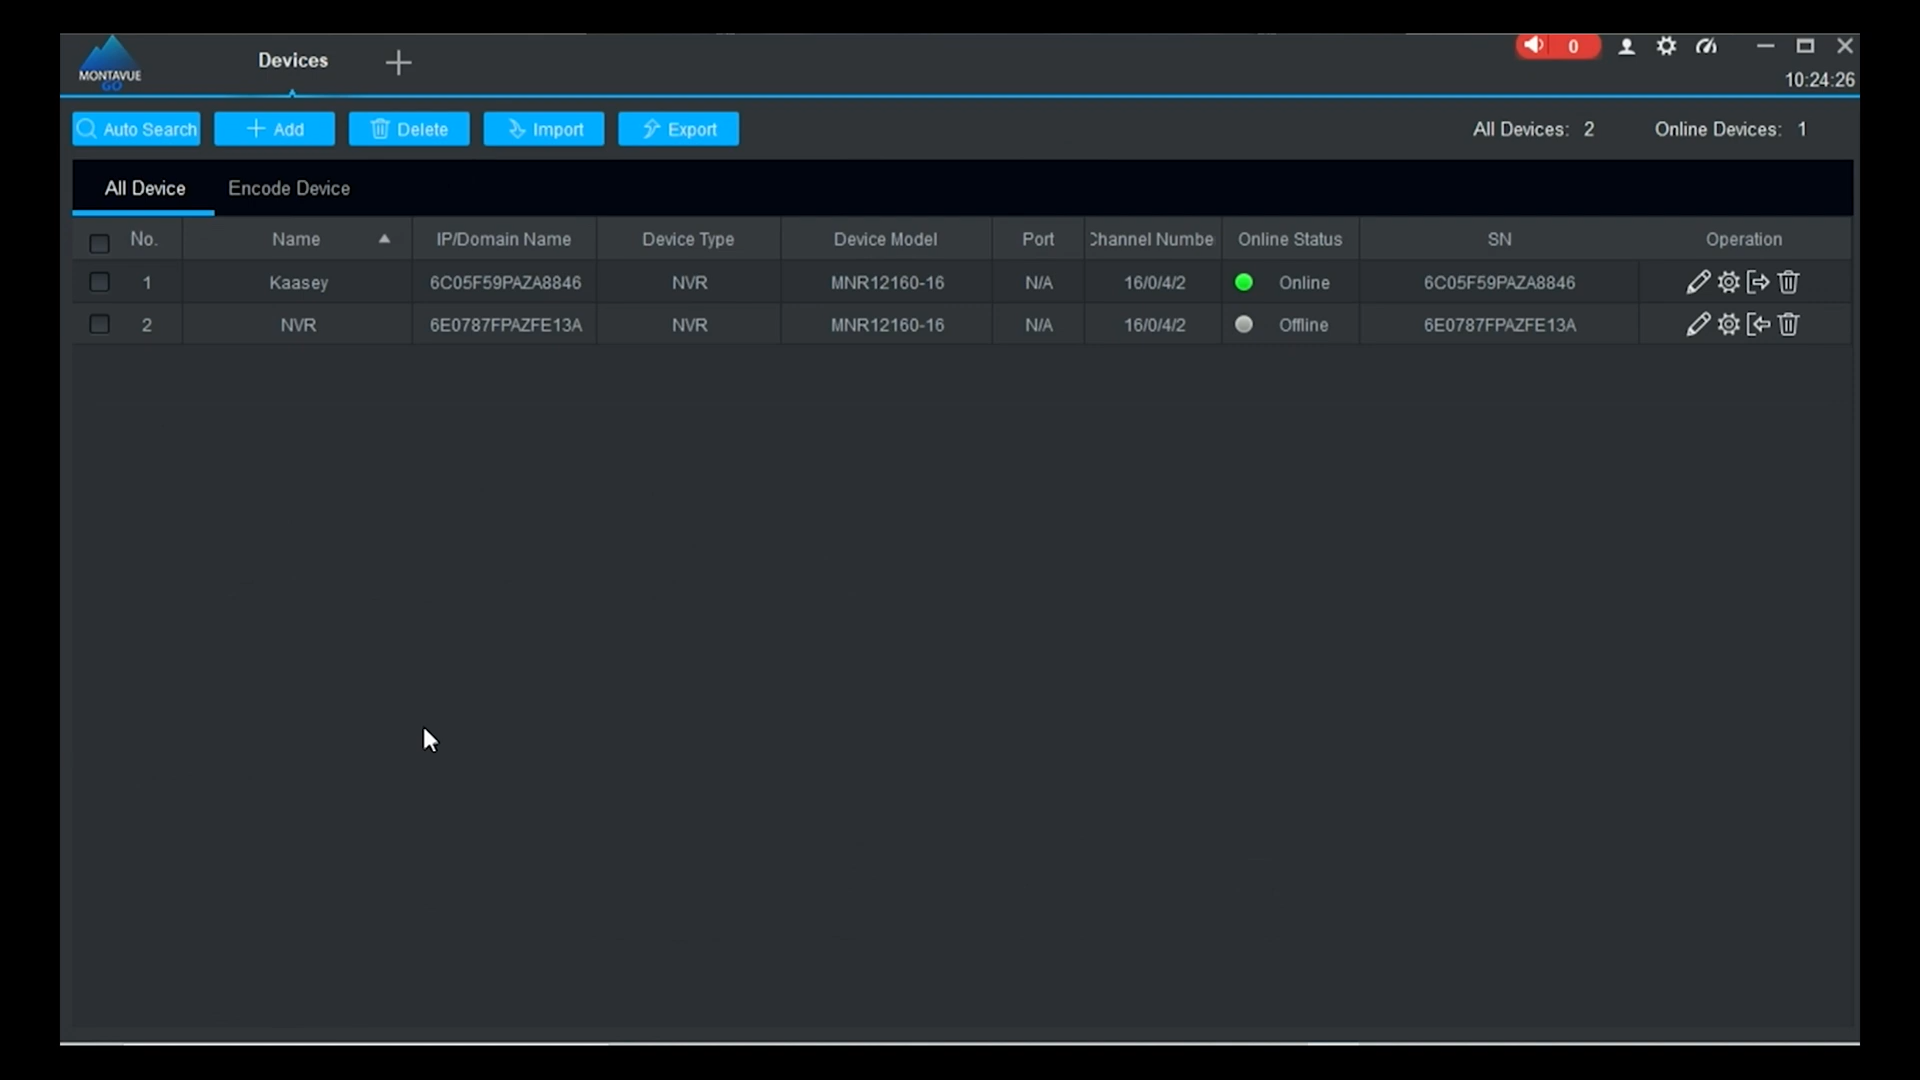 Devices
0
MONTAVUE
GO
10:24:26
Auto Search
Add
Delete
Import
Export
All Devices: 2
Online Devices: 1
All Device
Encode Device
No. Name IP/Domain Name Device Type Device Model Port Channel Numbe Online Status SN Operation
1 Kaasey 6C05F59PAZA8846 NVR MNR12160-16 N/A 16/0/4/2 Online 6C05F59PAZA8846
2 NVR 6E0787FPAZFE13A NVR MNR12160-16 N/A 16/0/4/2 Offline 6E0787FPAZFE13A